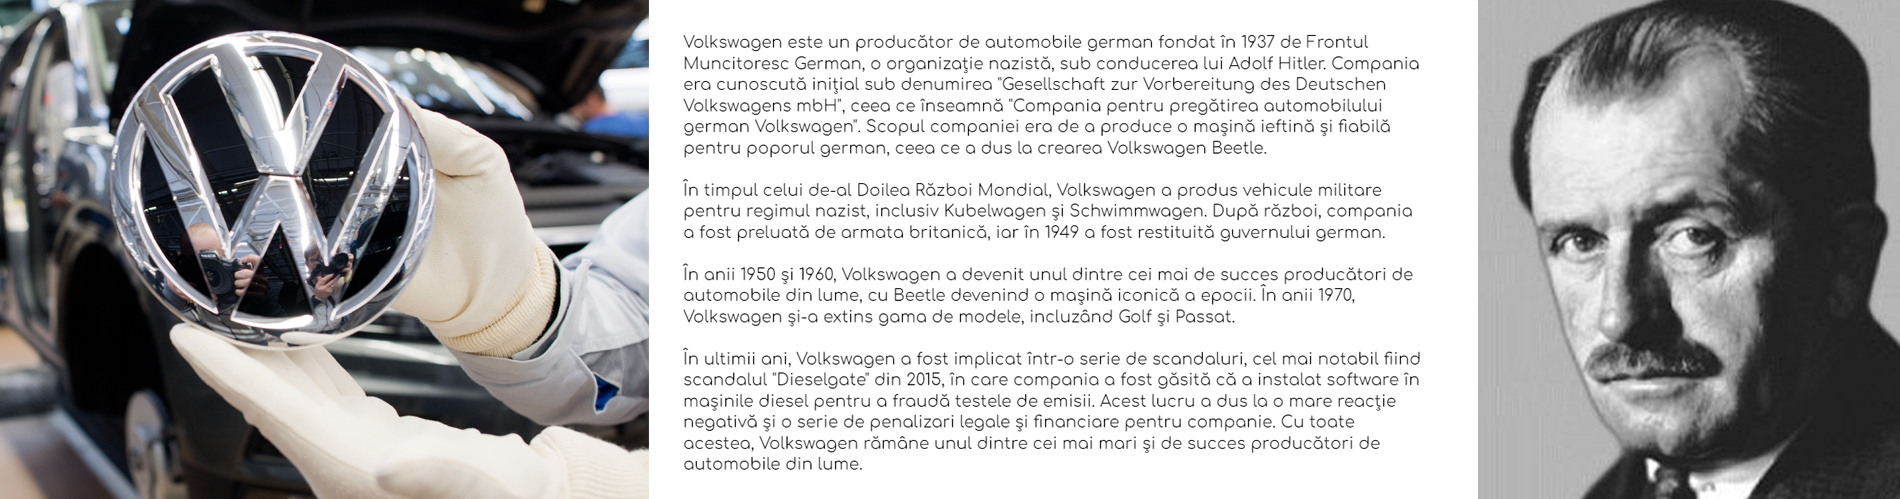 Volkswagen este un producător de automobile german fondat în 1937 de Frontul
Muncitoresc German, o organizaţie nazistă, sub conducerea lui Adolf Hitler. Compania
era cunoscută iniţial sub denumirea "Gesellschaft zur Vorbereitung des Deutschen
Volkswagens mbH", ceea ce înseamnă "Compania pentru pregătirea automobilului
german Volkswagen". Scopul companiei era de a produce o maşină ieftină şi fiabilă
pentru poporul german, ceea ce a dus la crearea Volkswagen Beetle.
În timpul celui de-al Doilea Război Mondial, Volkswagen a produs vehicule militare
pentru regimul nazist, inclusiv Kubelwagen şi Schwimmwagen. După război, compania
a fost preluată de armata britanică, iar în 1949 a fost restituită guvernului german.
În anii 1950 şi 1960, Volkswagen a devenit unul dintre cei mai de succes producători de
automobile din lume, cu Beetle devenind o maşină iconică a epocii. În anii 1970,
Volkswagen şi-a extins gama de modele, incluzând Golf şi Passat.
În ultimii ani, Volkswagen a fost implicat într-o serie de scandaluri, cel mai notabil fiind
scandalul "Dieselgate" din 2015, în care compania a fost găsită că a instalat software în
maşinile diesel pentru a fraudă testele de emisii. Acest lucru a dus la o mare reacţie
negativă şi o serie de penalizari legale şi financiare pentru companie. Cu toate
acestea, Volkswagen rămâne unul dintre cei mai mari şi de succes producători de
automobile din lume.